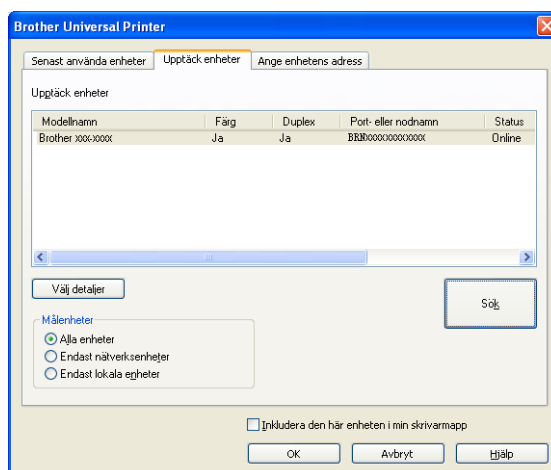 Brother Universal Printer
Senast använda enheter Upptäck enheter Ange enhetens adress
Upptäck enheter
Modellnamn Färg Duplex Port- eller nodnamn Status
Brother XXX-XXXX Ja Ja BRNXXXXXXXXXXXX Online
Välj detaljer
Sök
Målenheter
Alla enheter
Endast nätverksenheter
Endast lokala enheter
Inkludera den här enheten i min skrivarmapp
OK Avbryt Hjälp